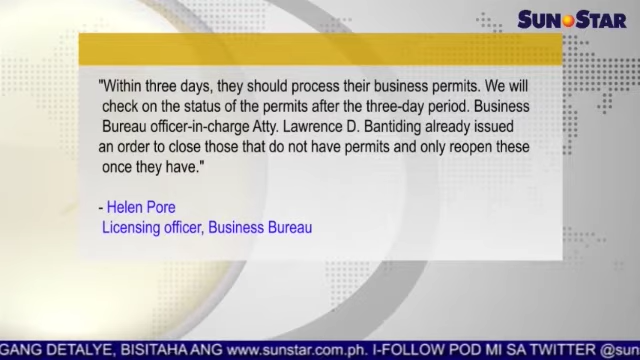 SUN STAR
"Within three days, they should process their business permits. We will
check on the status of the permits after the three-day period. Business
Bureau officer-in-charge Atty. Lawrence D. Bantiding already issued
an order to close those that do not have permits and only reopen these
once they have."
- Helen Pore
Licensing officer, Business Bureau
GANG DETALYE, BISITAHA ANG www.sunstar.com.ph. I-FOLLOW POD MI SA TWITTER @sun